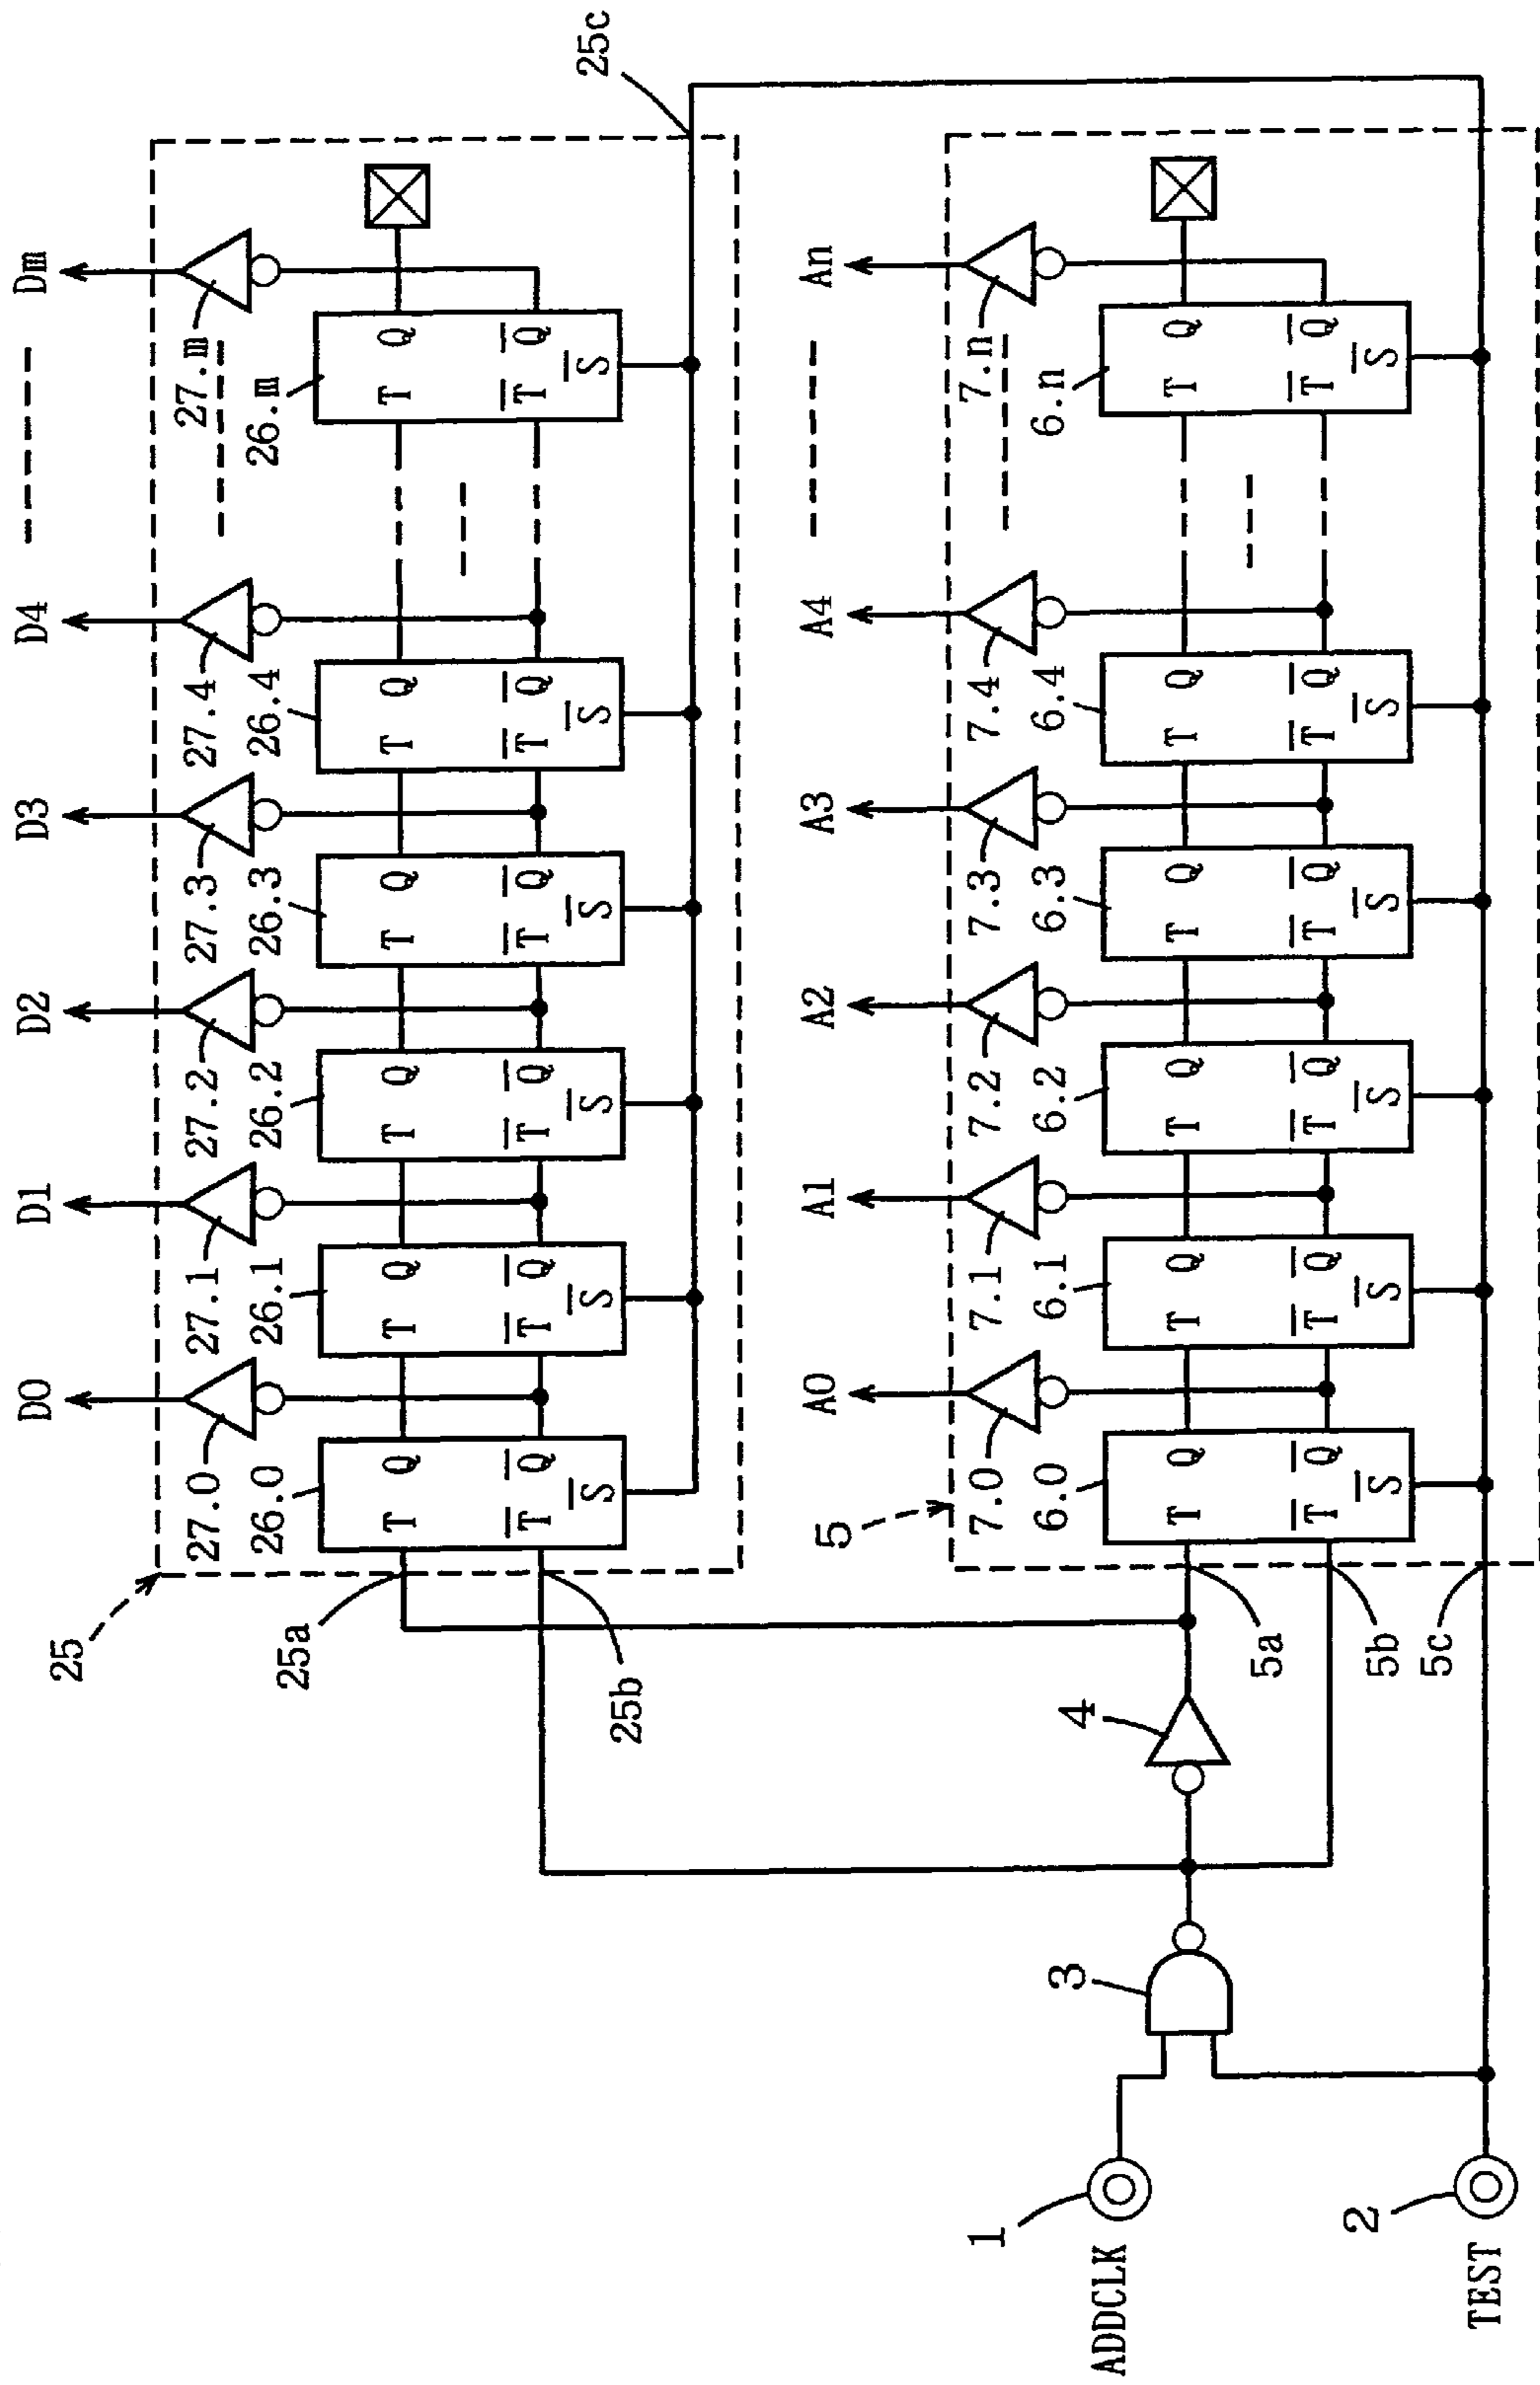 D0 D1 D2 D3 D4 Dm
25
27.0 27.1 27.2 27.3 27.4 27.m
26.0 26.1 26.2 26.3 26.4 26.m
25a
T Q T Q T Q T Q T Q T Q
T̅ Q̅ T̅ Q̅ T̅ Q̅ T̅ Q̅ T̅ Q̅ T̅ Q̅
S̅ S̅ S̅ S̅ S̅ S̅
25b
25c
A0 A1 A2 A3 A4 An
5
7.0 7.1 7.2 7.3 7.4 7.n
6.0 6.1 6.2 6.3 6.4 6.n
T Q T Q T Q T Q T Q T Q
T̅ Q̅ T̅ Q̅ T̅ Q̅ T̅ Q̅ T̅ Q̅ T̅ Q̅
S̅ S̅ S̅ S̅ S̅ S̅
1
ADDCLK
3
4
5a
5b
5c
2
TEST